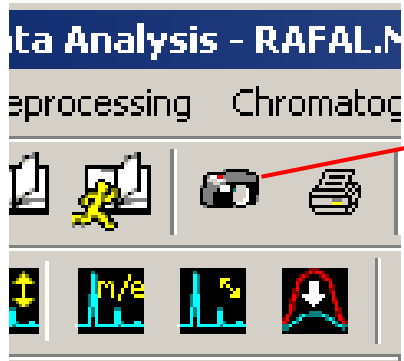 ta Analysis - RAFAL.M
eprocessing Chromatog
m/e